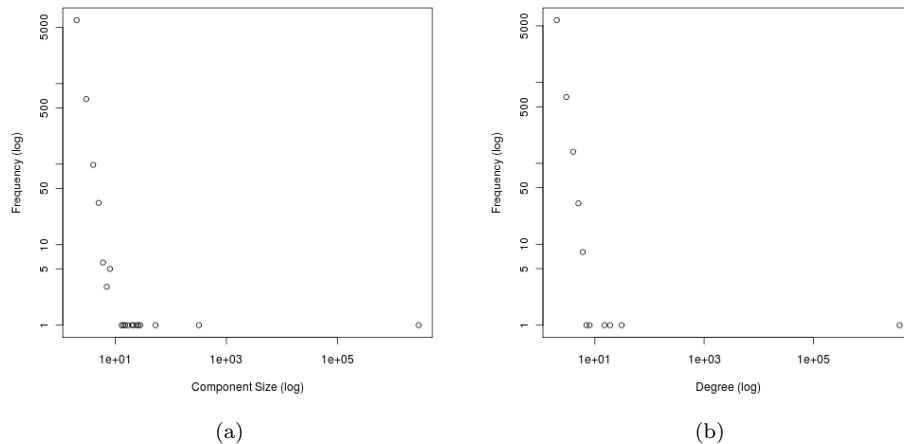 5000
500
50
10
5
1
Frequency (log)
1e+01 1e+03 1e+05
Component Size (log)
(a)
5000
500
50
10
5
1
Frequency (log)
1e+01 1e+03 1e+05
Degree (log)
(b)